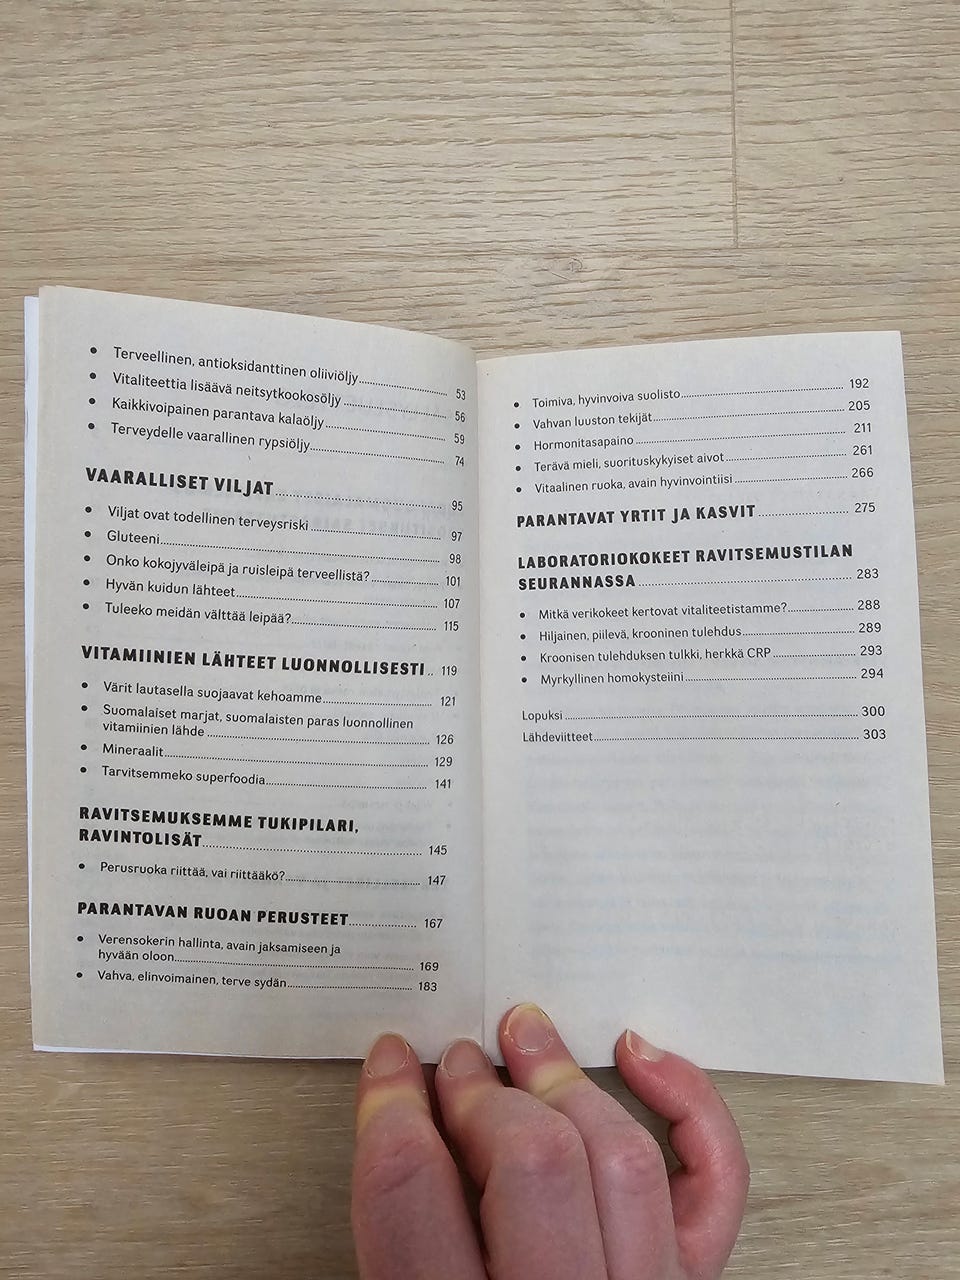 • Terveellinen, antioksidanttinen oliiviöljy 53
• Vitaliteettia lisäävä neitsytkookosöljy 56
• Kaikkivoipainen parantava kalaöljy 59
• Terveydelle vaarallinen rypsiöljy 74
VAARALLISET VILJAT 95
• Viljat ovat todellinen terveysriski 97
• Gluteeni 98
• Onko kokojyväleipä ja ruisleipä terveellistä? 101
• Hyvän kuidun lähteet 107
• Tuleeko meidän välttää leipää? 115
VITAMIINIEN LÄHTEET LUONNOLLISESTI 119
• Värit lautasella suojaavat kehoamme 121
• Suomalaiset marjat, suomalaisten paras luonnollinen
vitamiinien lähde 126
• Mineraalit 129
• Tarvitsemmeko superfoodia 141
RAVITSEMUKSEMME TUKIPILARI,
RAVINTOLISÄT 145
• Perusruoka riittää, vai riittääkö? 147
PARANTAVAN RUOAN PERUSTEET 167
• Verensokerin hallinta, avain jaksamiseen ja
hyvään oloon 169
• Vahva, elinvoimainen, terve sydän 183
• Toimiva, hyvinvoiva suolisto 192
• Vahvan luuston tekijät 205
• Hormonitasapaino 211
• Terävä mieli, suorituskykyiset aivot 261
• Vitaalinen ruoka, avain hyvinvointiisi 266
PARANTAVAT YRTIT JA KASVIT 275
LABORATORIOKOKEET RAVITSEMUSTILAN
SEURANNASSA 283
• Mitkä verikokeet kertovat vitaliteetistamme? 288
• Hiljainen, piilevä, krooninen tulehdus 289
• Kroonisen tulehduksen tulkki, herkkä CRP 293
• Myrkyllinen homokysteiini 294
Lopuksi 300
Lähdeviitteet 303